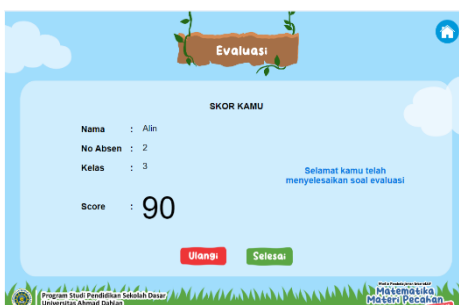 Evaluasi
SKOR KAMU
Nama : Alin
No Absen : 2
Kelas : 3
Selamat kamu telah
menyelesaikan soal evaluasi
Score : 90
Ulangi
Selesai
Program Studi Pendidikan Sekolah Dasar
Universitas Ahmad Dahlan
Matematika
Materi Pecahan